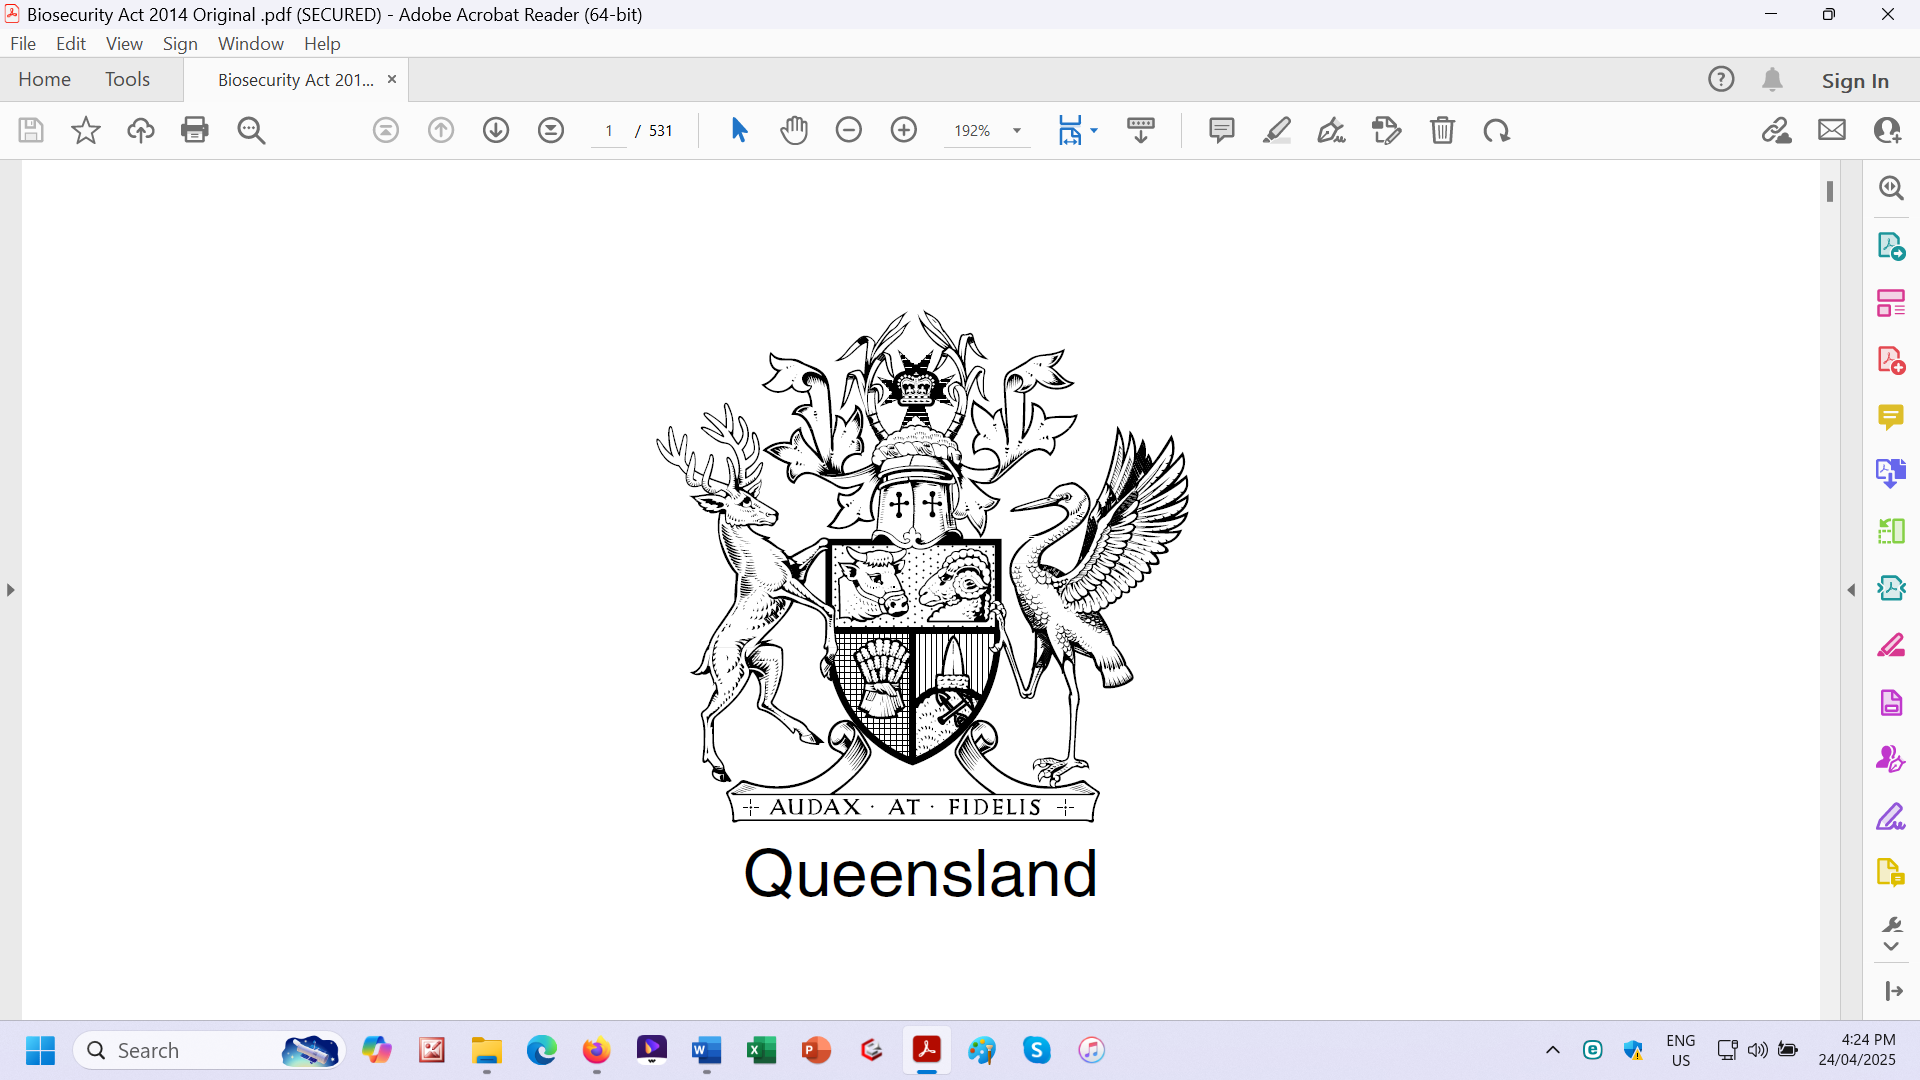 Biosecurity Act 2014 Original .pdf (SECURED) - Adobe Acrobat Reader (64-bit)
File Edit View Sign Window Help
Home Tools Biosecurity Act 201... × Sign In
1 / 531 192%
AUDAX · AT · FIDELIS
Queensland
Search
ENG
US
4:24 PM
24/04/2025